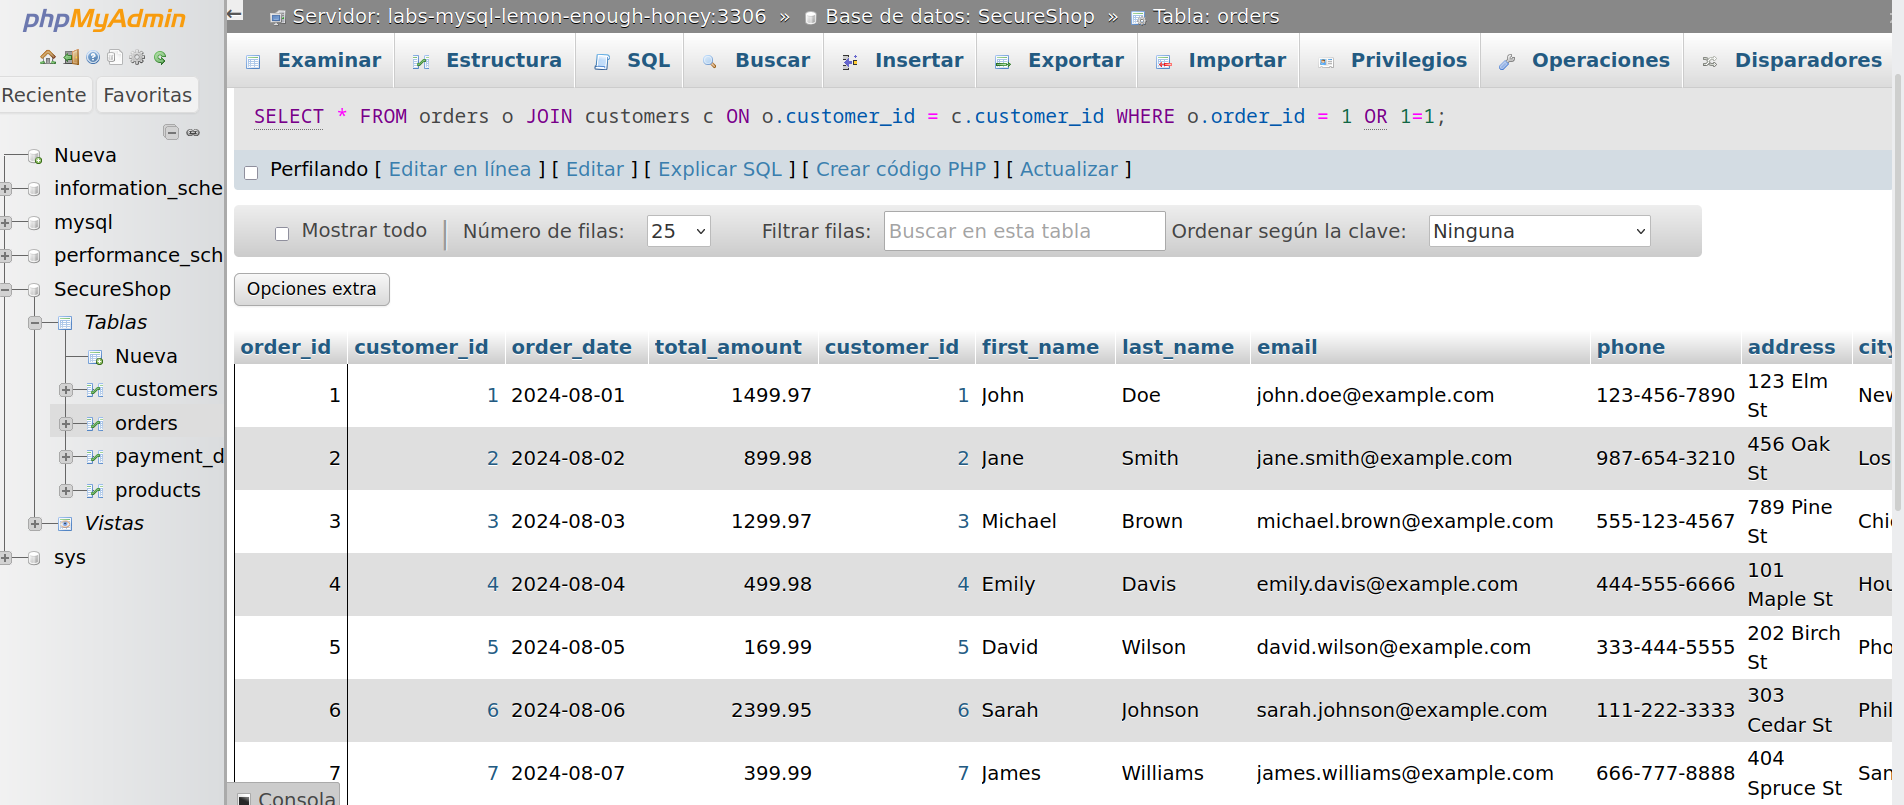 phpMyAdmin
Reciente Favoritas
Nueva
information_sche
mysql
performance_sch
SecureShop
Tablas
Nueva
customers
orders
payment_d
products
Vistas
sys
← Servidor: labs-mysql-lemon-enough-honey:3306 » Base de datos: SecureShop » Tabla: orders
Examinar Estructura SQL Buscar Insertar Exportar Importar Privilegios Operaciones Disparadores
SELECT * FROM orders o JOIN customers c ON o.customer_id = c.customer_id WHERE o.order_id = 1 OR 1=1;
Perfilando [ Editar en línea ] [ Editar ] [ Explicar SQL ] [ Crear código PHP ] [ Actualizar ]
Mostrar todo Número de filas: 25 Filtrar filas: Buscar en esta tabla Ordenar según la clave: Ninguna
Opciones extra
order_id customer_id order_date total_amount customer_id first_name last_name email phone address city
1 1 2024-08-01 1499.97 1 John Doe john.doe@example.com 123-456-7890 123 Elm St New
2 2 2024-08-02 899.98 2 Jane Smith jane.smith@example.com 987-654-3210 456 Oak St Los
3 3 2024-08-03 1299.97 3 Michael Brown michael.brown@example.com 555-123-4567 789 Pine St Chi
4 4 2024-08-04 499.98 4 Emily Davis emily.davis@example.com 444-555-6666 101 Maple St Hou
5 5 2024-08-05 169.99 5 David Wilson david.wilson@example.com 333-444-5555 202 Birch St Pho
6 6 2024-08-06 2399.95 6 Sarah Johnson sarah.johnson@example.com 111-222-3333 303 Cedar St Phil
7 7 2024-08-07 399.99 7 James Williams james.williams@example.com 666-777-8888 404 Spruce St San
Consola